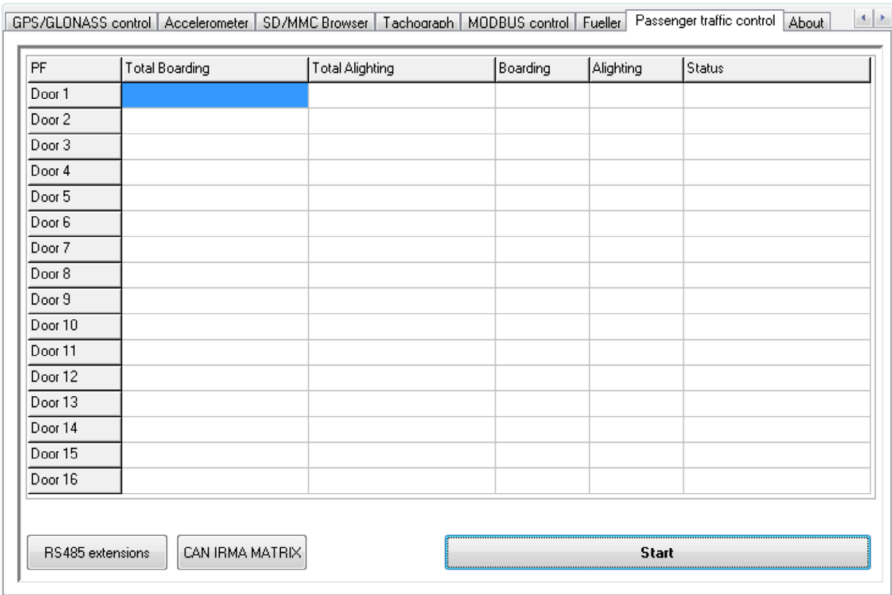 GPS/GLONASS control Accelerometer SD/MMC Browser Tachograph MODBUS control Fueller Passenger traffic control About
PF Total Boarding Total Alighting Boarding Alighting Status
Door 1
Door 2
Door 3
Door 4
Door 5
Door 6
Door 7
Door 8
Door 9
Door 10
Door 11
Door 12
Door 13
Door 14
Door 15
Door 16
RS485 extensions CAN IRMA MATRIX Start